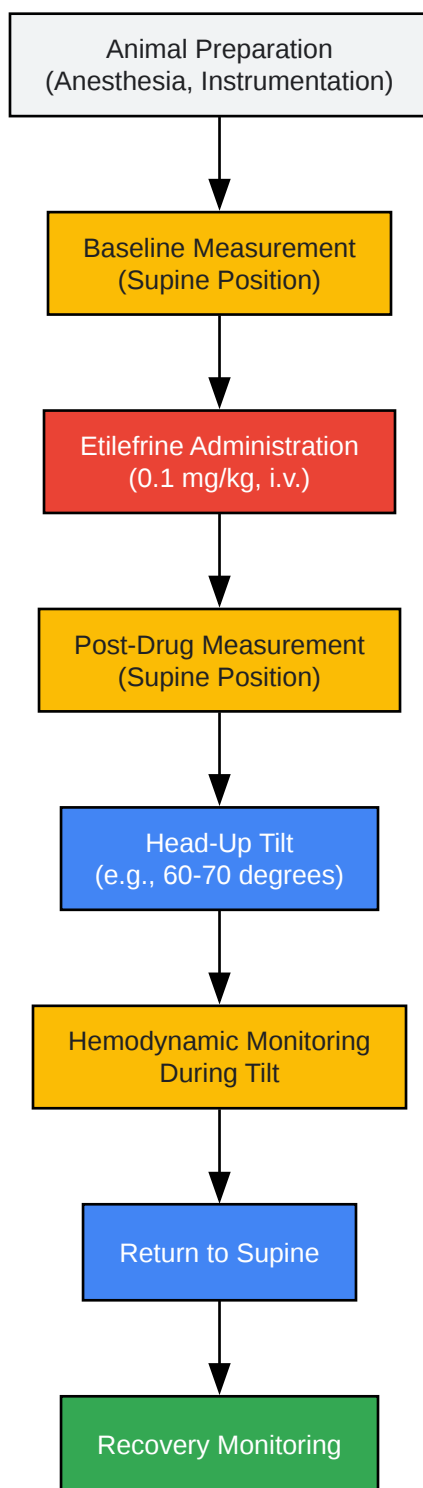 Animal Preparation
(Anesthesia, Instrumentation)
Baseline Measurement
(Supine Position)
Etilefrine Administration
(0.1 mg/kg, i.v.)
Post-Drug Measurement
(Supine Position)
Head-Up Tilt
(e.g., 60-70 degrees)
Hemodynamic Monitoring
During Tilt
Return to Supine
Recovery Monitoring